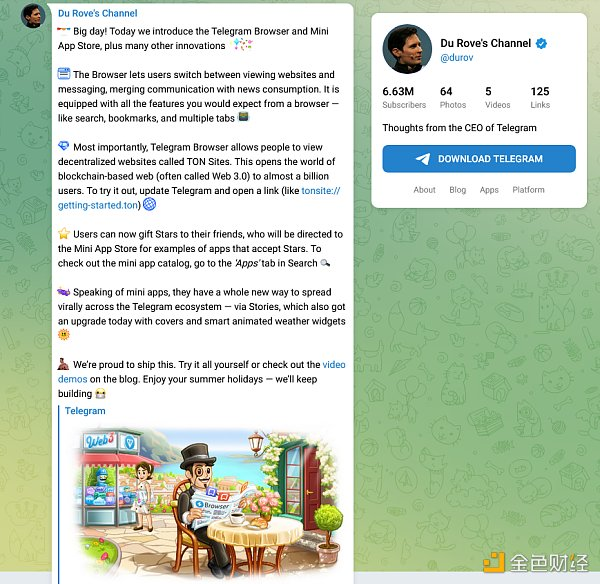 Du Rove's Channel
Big day! Today we introduce the Telegram Browser and Mini
App Store, plus many other innovations
The Browser lets users switch between viewing websites and
messaging, merging communication with news consumption. It
is equipped with all the features you would expect from a browser —
like search, bookmarks, and multiple tabs
Most importantly, Telegram Browser allows people to view
decentralized websites called TON Sites. This opens the world of
blockchain-based web (often called Web 3.0) to almost a billion
users. To try it out, update Telegram and open a link (like tonsite://
getting-started.ton)
Users can now gift Stars to their friends, who will be directed to
the Mini App Store for examples of apps that accept Stars. To
check out the mini app catalog, go to the 'Apps' tab in Search
Speaking of mini apps, they have a whole new way to spread
virally across the Telegram ecosystem — via Stories, which also got
an upgrade today with covers and smart animated weather widgets
We're proud to ship this. Try it all yourself or check out the video
demos on the blog. Enjoy your summer holidays — we'll keep
building
Telegram
Web3
Browser
Du Rove's Channel
@durov
6.63M 64 5 125
Subscribers Photos Videos Links
Thoughts from the CEO of Telegram
DOWNLOAD TELEGRAM
About Blog Apps Platform
金色财经